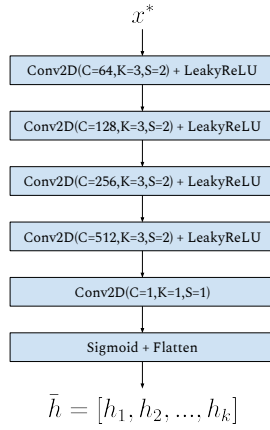 x*
Conv2D(C=64,K=3,S=2) + LeakyReLU
Conv2D(C=128,K=3,S=2) + LeakyReLU
Conv2D(C=256,K=3,S=2) + LeakyReLU
Conv2D(C=512,K=3,S=2) + LeakyReLU
Conv2D(C=1,K=1,S=1)
Sigmoid + Flatten
h̄ = [h₁, h₂, ..., hₖ]